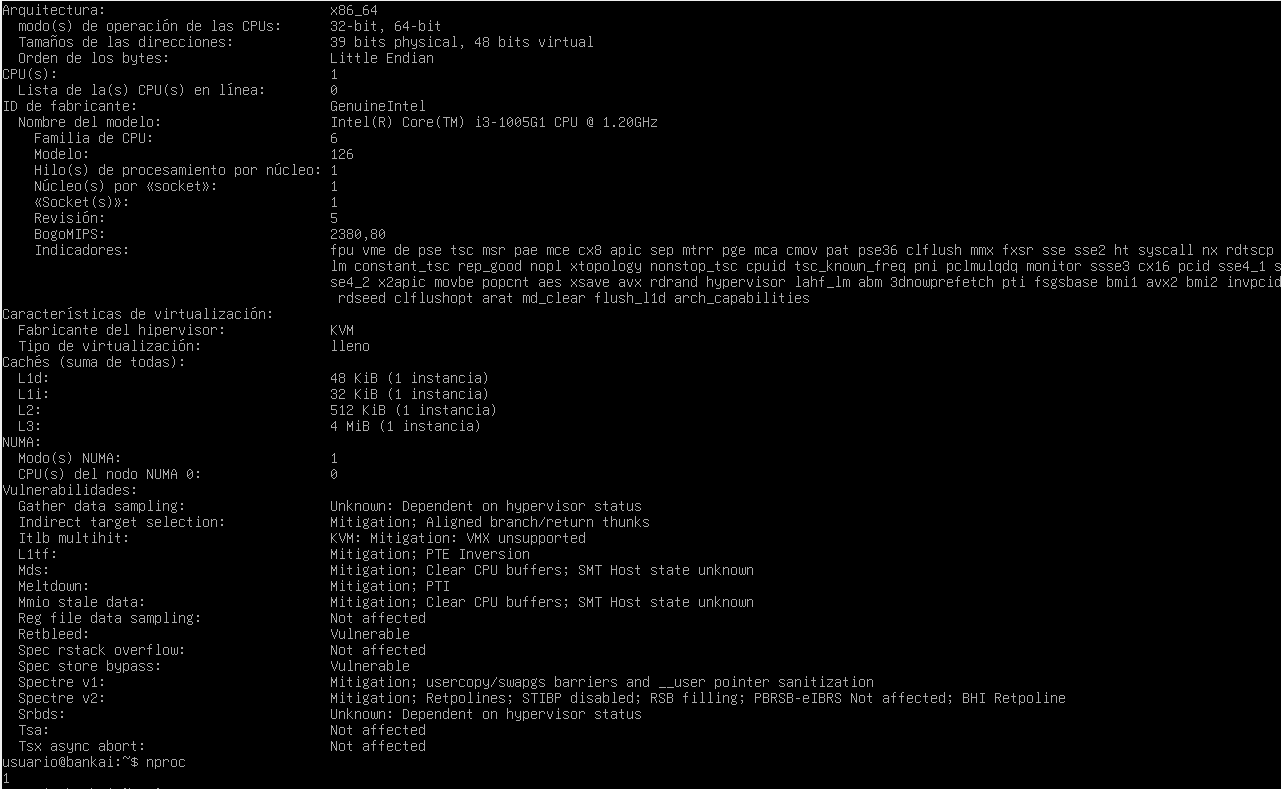 Arquitectura: x86_64
modo(s) de operación de las CPUs: 32-bit, 64-bit
Tamaños de las direcciones: 39 bits physical, 48 bits virtual
Orden de los bytes: Little Endian
CPU(s): 1
Lista de la(s) CPU(s) en línea: 0
ID de fabricante: GenuineIntel
Nombre del modelo: Intel(R) Core(TM) i3-1005G1 CPU @ 1.20GHz
Familia de CPU: 6
Modelo: 126
Hilo(s) de procesamiento por núcleo: 1
Núcleo(s) por «socket»: 1
«Socket(s)»: 1
Revisión: 5
BogoMIPS: 2380,80
Indicadores: fpu vme de pse tsc msr pae mce cx8 apic sep mtrr pge mca cmov pat pse36 clflush mmx fxsr sse sse2 ht syscall nx rdtscp
lm constant_tsc rep_good nopl xtopology nonstop_tsc cpuid tsc_known_freq pni pclmulqdq monitor ssse3 cx16 pcid sse4_1 s
se4_2 x2apic movbe popcnt aes xsave avx rdrand hypervisor lahf_lm abm 3dnowprefetch pti fsgsbase bmi1 avx2 bmi2 invpcid
rdseed clflushopt arat md_clear flush_l1d arch_capabilities
Características de virtualización:
Fabricante del hipervisor: KVM
Tipo de virtualización: lleno
Cachés (suma de todas):
L1d: 48 KiB (1 instancia)
L1i: 32 KiB (1 instancia)
L2: 512 KiB (1 instancia)
L3: 4 MiB (1 instancia)
NUMA:
Modo(s) NUMA: 1
CPU(s) del nodo NUMA 0: 0
Vulnerabilidades:
Gather data sampling: Unknown: Dependent on hypervisor status
Indirect target selection: Mitigation; Aligned branch/return thunks
Itlb multihit: KVM: Mitigation: VMX unsupported
L1tf: Mitigation; PTE Inversion
Mds: Mitigation; Clear CPU buffers; SMT Host state unknown
Meltdown: Mitigation; PTI
Mmio stale data: Mitigation; Clear CPU buffers; SMT Host state unknown
Reg file data sampling: Not affected
Retbleed: Vulnerable
Spec rstack overflow: Not affected
Spec store bypass: Vulnerable
Spectre v1: Mitigation; usercopy/swapgs barriers and __user pointer sanitization
Spectre v2: Mitigation; Retpolines; STIBP disabled; RSB filling; PBRSB-eIBRS Not affected; BHI Retpoline
Srbds: Unknown: Dependent on hypervisor status
Tsa: Not affected
Tsx async abort: Not affected
usuario@bankai:~$ nproc
1